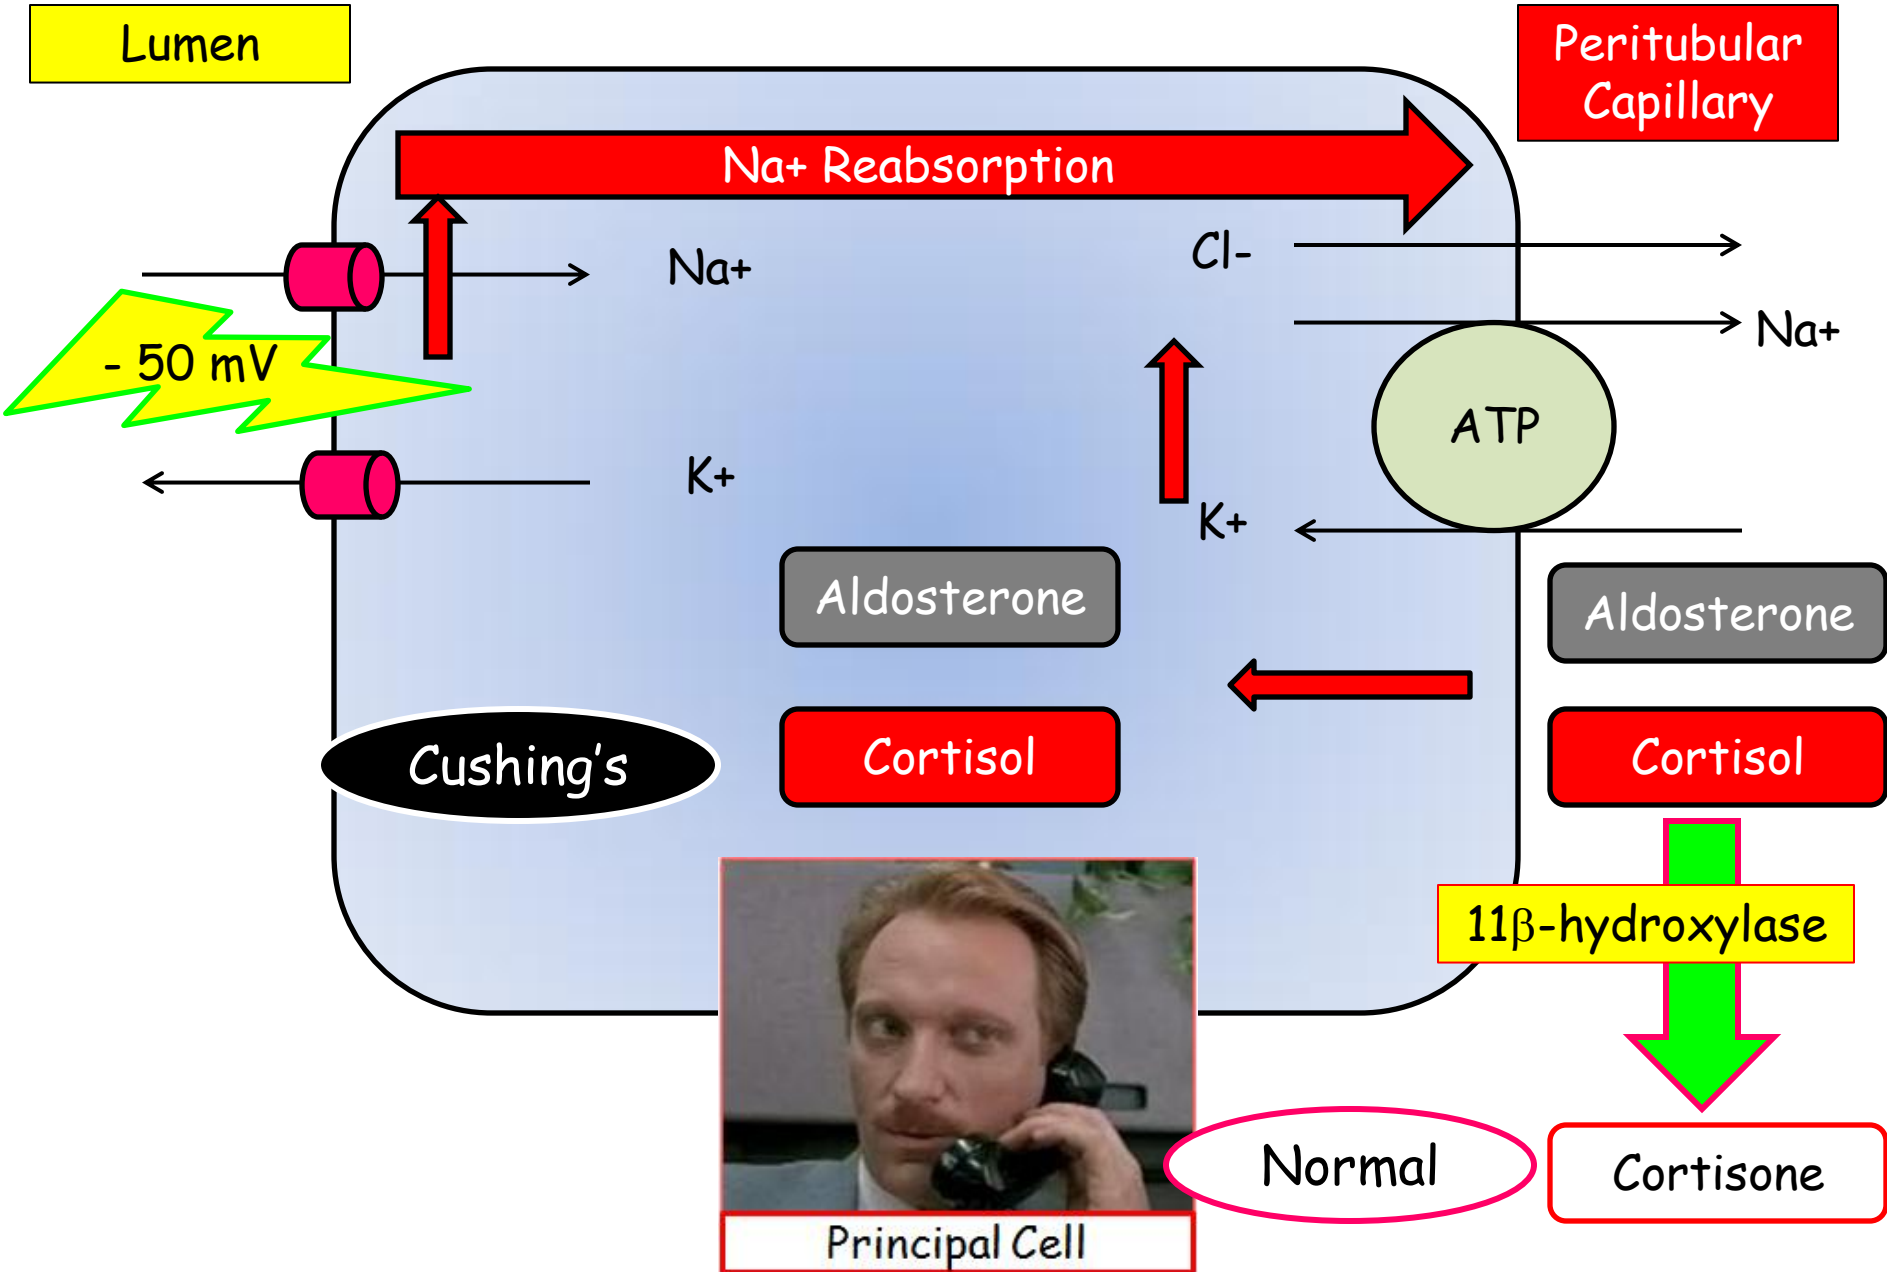 Lumen
Peritubular
Capillary
Na+ Reabsorption
Na+
Cl-
Na+
- 50 mV
ATP
K+
K+
Aldosterone
Aldosterone
Cushing's
Cortisol
Cortisol
11β-hydroxylase
Normal
Cortisone
Principal Cell